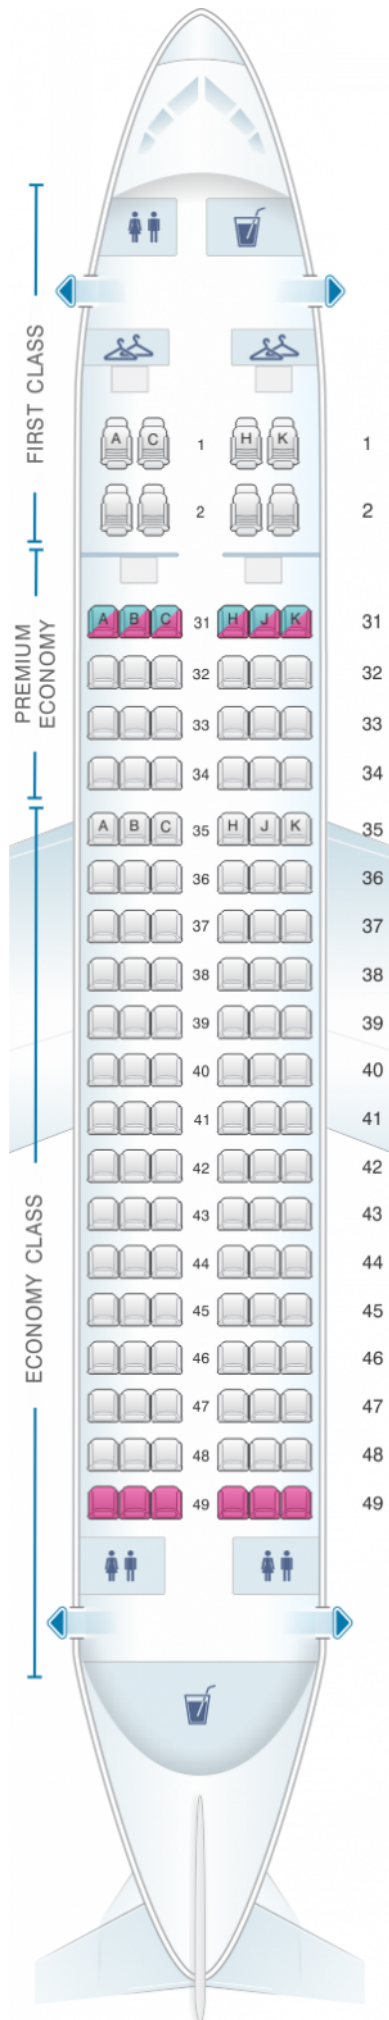 FIRST CLASS
A C H K
1 1
2 2
PREMIUM
ECONOMY
A B C 31 H J K 31
32 32
33 33
34 34
A B C 35 H J K 35
36 36
37 37
38 38
39 39
40 40
41 41
42 42
43 43
ECONOMY CLASS
44 44
45 45
46 46
47 47
48 48
49 49